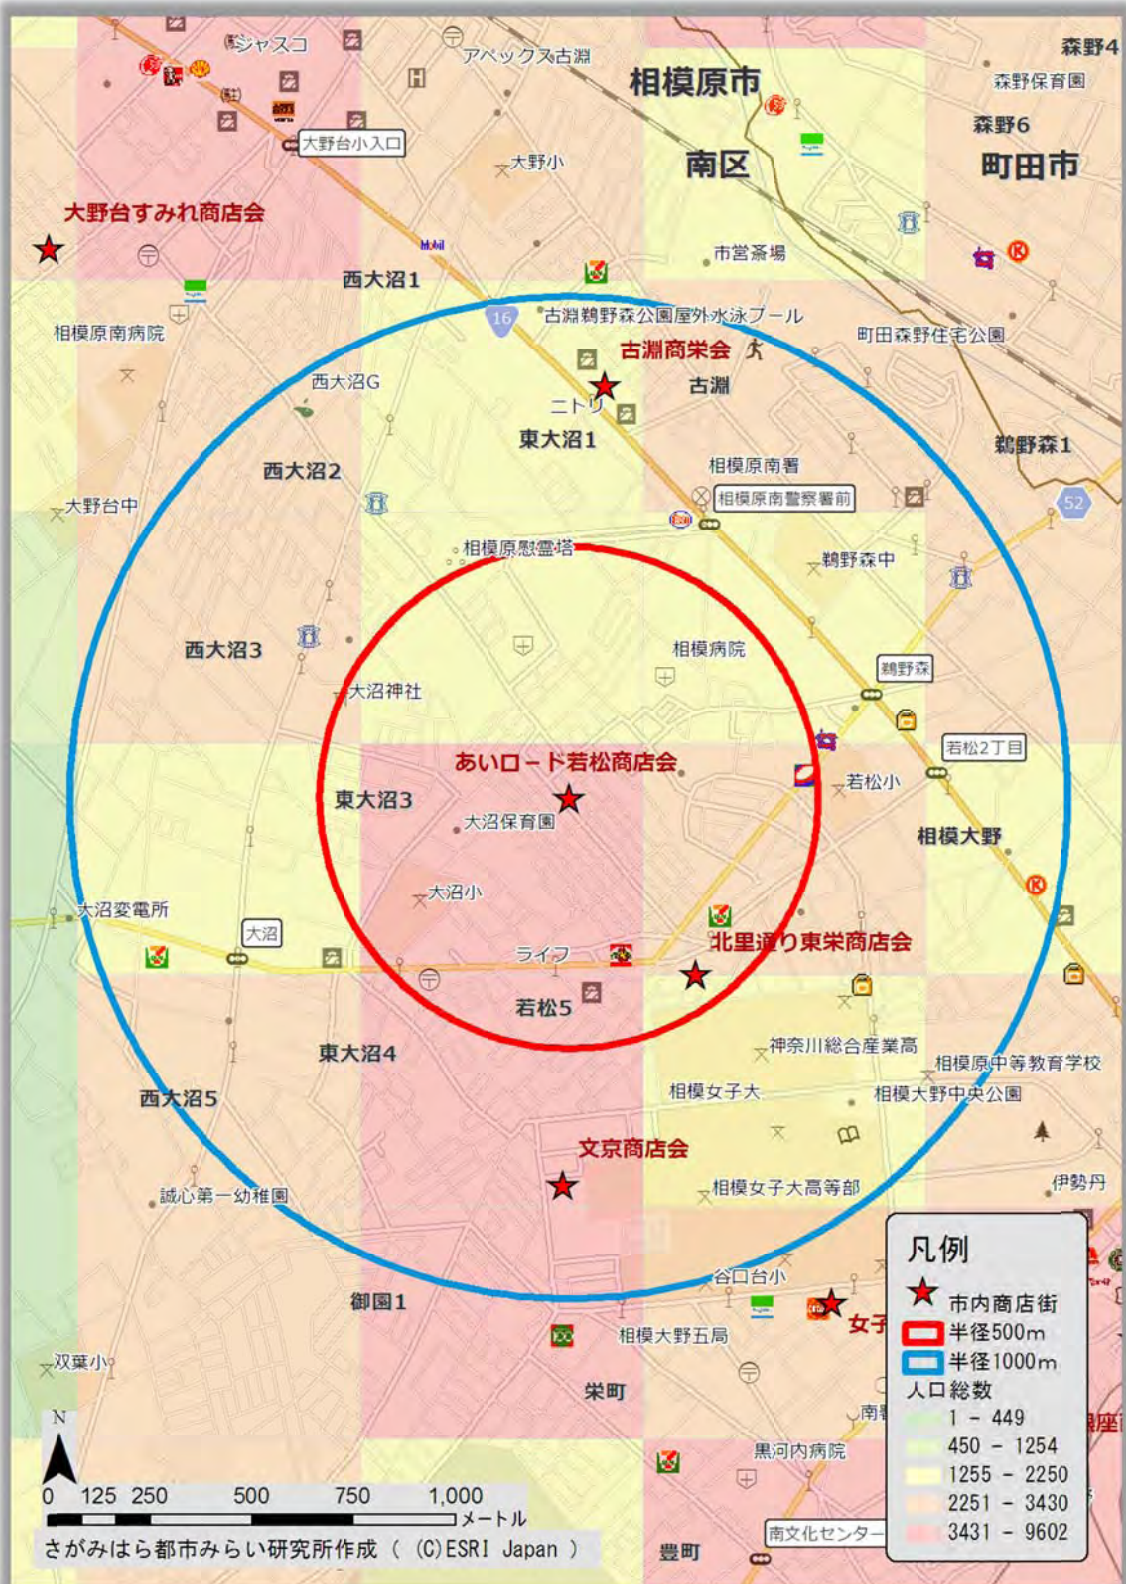 ジャスコ
アペックス古淵
森野4
相模原市
森野保育園
(駐)
森野6
大野台小入口
大野小
南区
町田市
大野台すみれ商店会
Mobil
市営斎場
西大沼1
16
古淵鵜野森公園屋外水泳プール
相模原南病院
町田森野住宅公園
古淵商栄会
西大沼G
古淵
ニトリ
東大沼1
鵜野森1
西大沼2
相模原南署
相模原南警察署前
大野台中
52
相模原慰霊塔
鵜野森中
西大沼3
相模病院
鵜野森
大沼神社
若松2丁目
あいロード若松商店会
若松小
東大沼3
大沼保育園
相模大野
大沼小
大沼変電所
大沼
北里通り東栄商店会
ライフ
若松5
東大沼4
神奈川総合産業高
相模原中等教育学校
西大沼5
相模女子大
相模大野中央公園
文京商店会
誠心第一幼稚園
相模女子大高等部
伊勢丹
谷口台小
御園1
女子
相模大野五局
双葉小
栄町
黒河内病院
南文化センター
豊町
凡例
市内商店街
半径500m
半径1000m
人口総数
1 - 449
450 - 1254
1255 - 2250
2251 - 3430
3431 - 9602
N
0 125 250 500 750 1,000
メートル
さがみはら都市みらい研究所作成 ( (C)ESRI Japan )